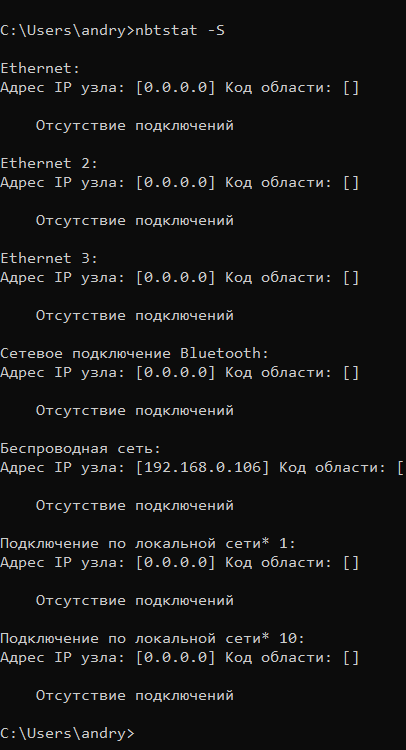 C:\Users\andry>nbtstat -S
Ethernet:
Адрес IP узла: [0.0.0.0] Код области: []
Отсутствие подключений
Ethernet 2:
Адрес IP узла: [0.0.0.0] Код области: []
Отсутствие подключений
Ethernet 3:
Адрес IP узла: [0.0.0.0] Код области: []
Отсутствие подключений
Сетевое подключение Bluetooth:
Адрес IP узла: [0.0.0.0] Код области: []
Отсутствие подключений
Беспроводная сеть:
Адрес IP узла: [192.168.0.106] Код области: [
Отсутствие подключений
Подключение по локальной сети* 1:
Адрес IP узла: [0.0.0.0] Код области: []
Отсутствие подключений
Подключение по локальной сети* 10:
Адрес IP узла: [0.0.0.0] Код области: []
Отсутствие подключений
C:\Users\andry>